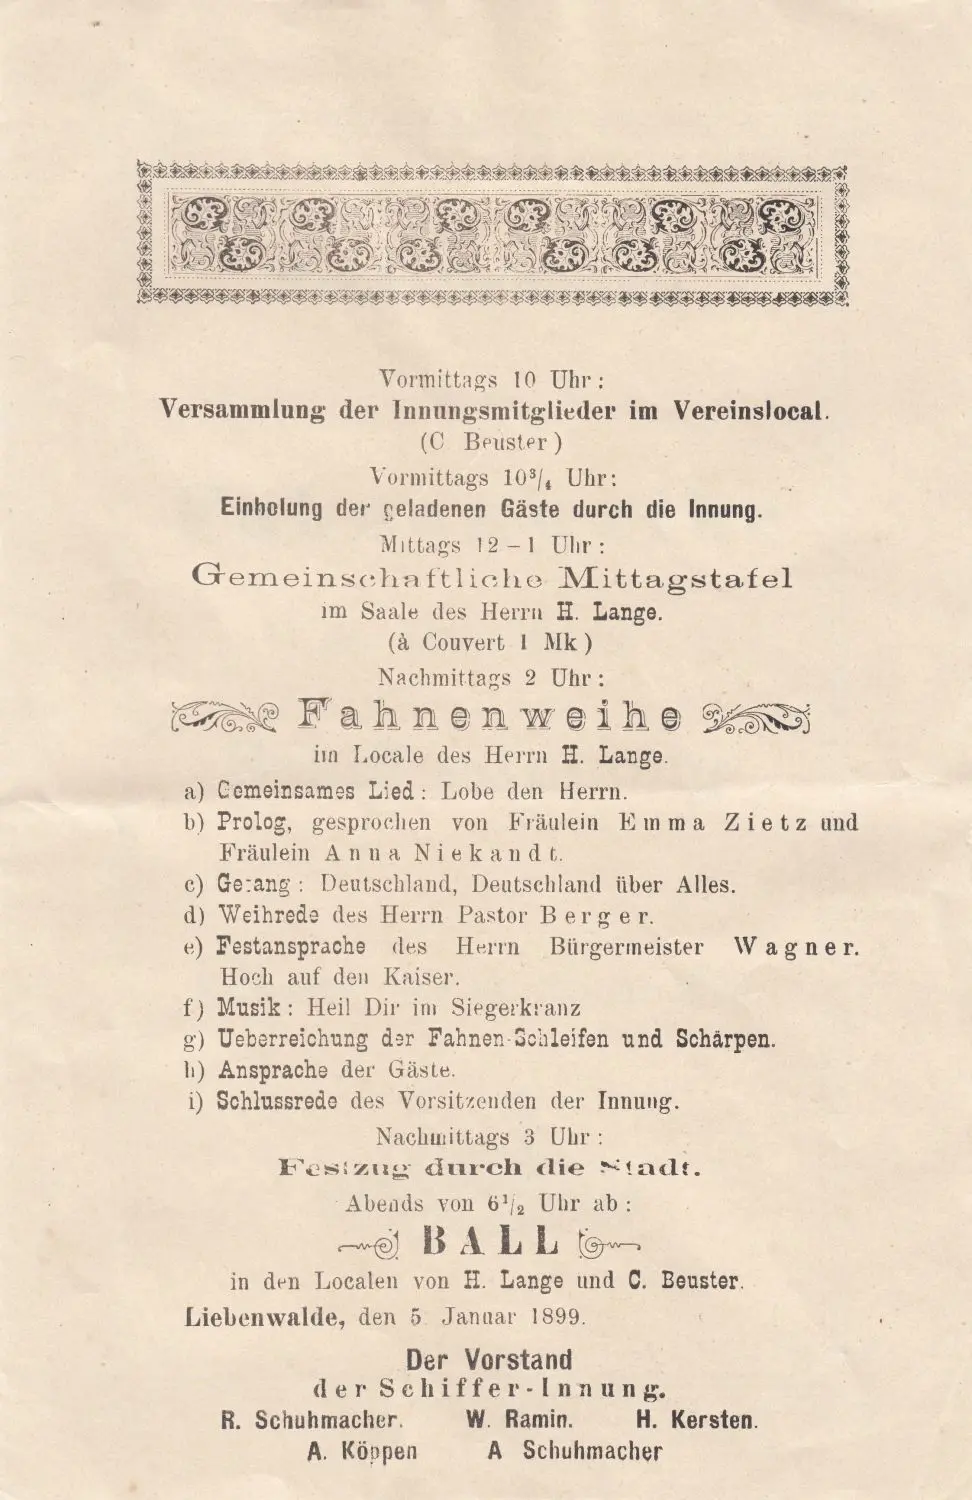 Vormittags 10 Uhr:
Versammlung der Innungsmitglieder im Vereinslocal.
(C Beuster)
Vormittags 10³/₄ Uhr:
Einholung der geladenen Gäste durch die Innung.
Mittags 12 – 1 Uhr:
Gemeinschaftliche Mittagstafel
im Saale des Herrn H. Lange.
(à Couvert 1 Mk)
Nachmittags 2 Uhr:
Fahnenweihe
im Locale des Herrn H. Lange.
a) Gemeinsames Lied: Lobe den Herrn.
b) Prolog, gesprochen von Fräulein Emma Zietz und
Fräulein Anna Niekandt.
c) Gesang: Deutschland, Deutschland über Alles.
d) Weihrede des Herrn Pastor Berger.
e) Festansprache des Herrn Bürgermeister Wagner.
Hoch auf den Kaiser.
f) Musik: Heil Dir im Siegerkranz
g) Ueberreichung der Fahnen-Schleifen und Schärpen.
h) Ansprache der Gäste.
i) Schlussrede des Vorsitzenden der Innung.
Nachmittags 3 Uhr:
Festzug durch die Stadt.
Abends von 6¹/₂ Uhr ab:
BALL
in den Localen von H. Lange und C. Beuster.
Liebenwalde, den 5. Januar 1899.
Der Vorstand
der Schiffer-Innung.
R. Schuhmacher. W. Ramin. H. Kersten.
A. Köppen A Schuhmacher